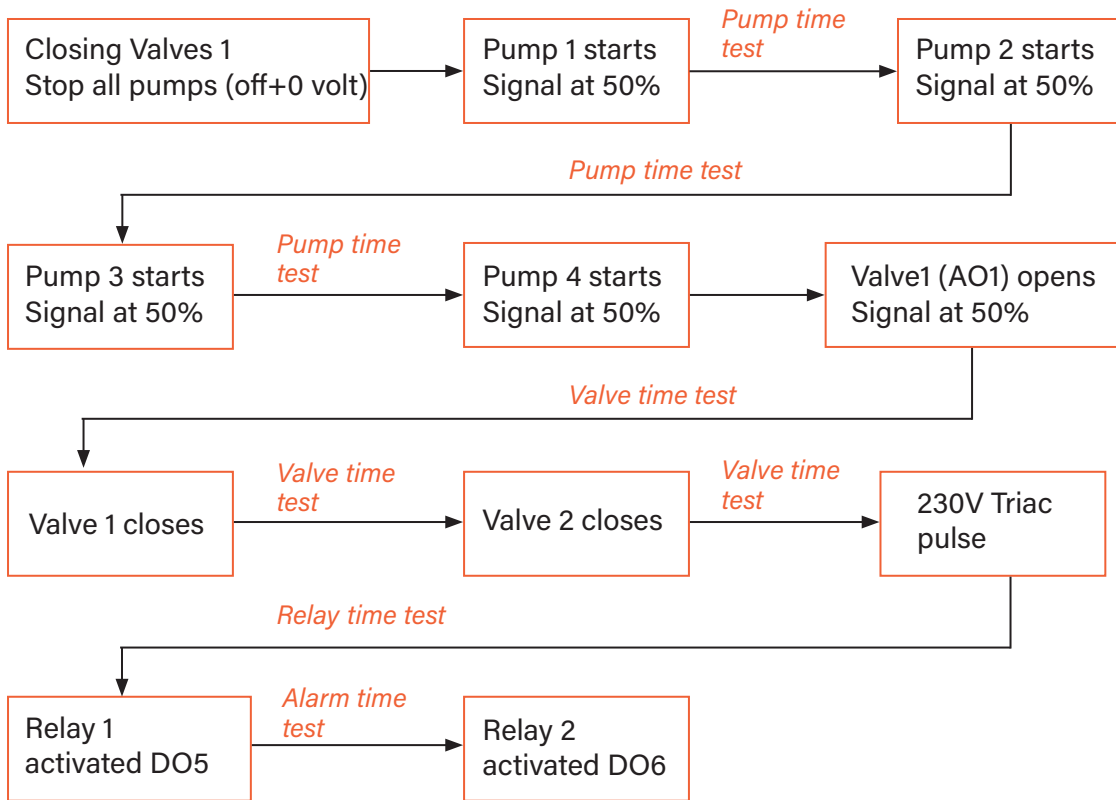 Closing Valves 1
Stop all pumps (off+0 volt)
Pump 1 starts
Signal at 50%
Pump time
test
Pump 2 starts
Signal at 50%
Pump time test
Pump 3 starts
Signal at 50%
Pump time
test
Pump 4 starts
Signal at 50%
Valve1 (AO1) opens
Signal at 50%
Valve time test
Valve 1 closes
Valve time
test
Valve 2 closes
Valve time
test
230V Triac
pulse
Relay time test
Relay 1
activated DO5
Alarm time
test
Relay 2
activated DO6